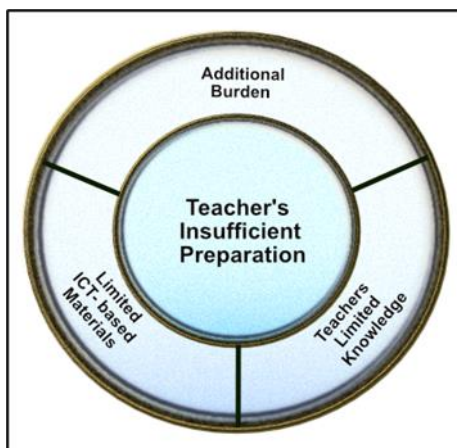 Additional
Burden
Teacher's
Insufficient
Preparation
Limited
ICT- based
Materials
Teachers
Limited
Knowledge